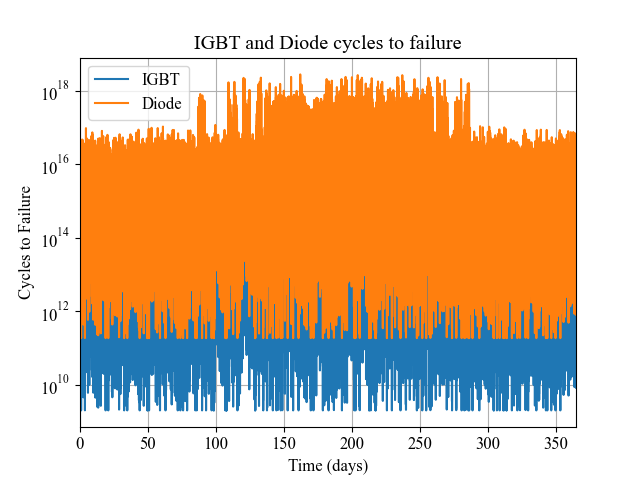 IGBT and Diode cycles to failure
IGBT
Diode
Cycles to Failure
10^18
10^16
10^14
10^12
10^10
0 50 100 150 200 250 300 350
Time (days)